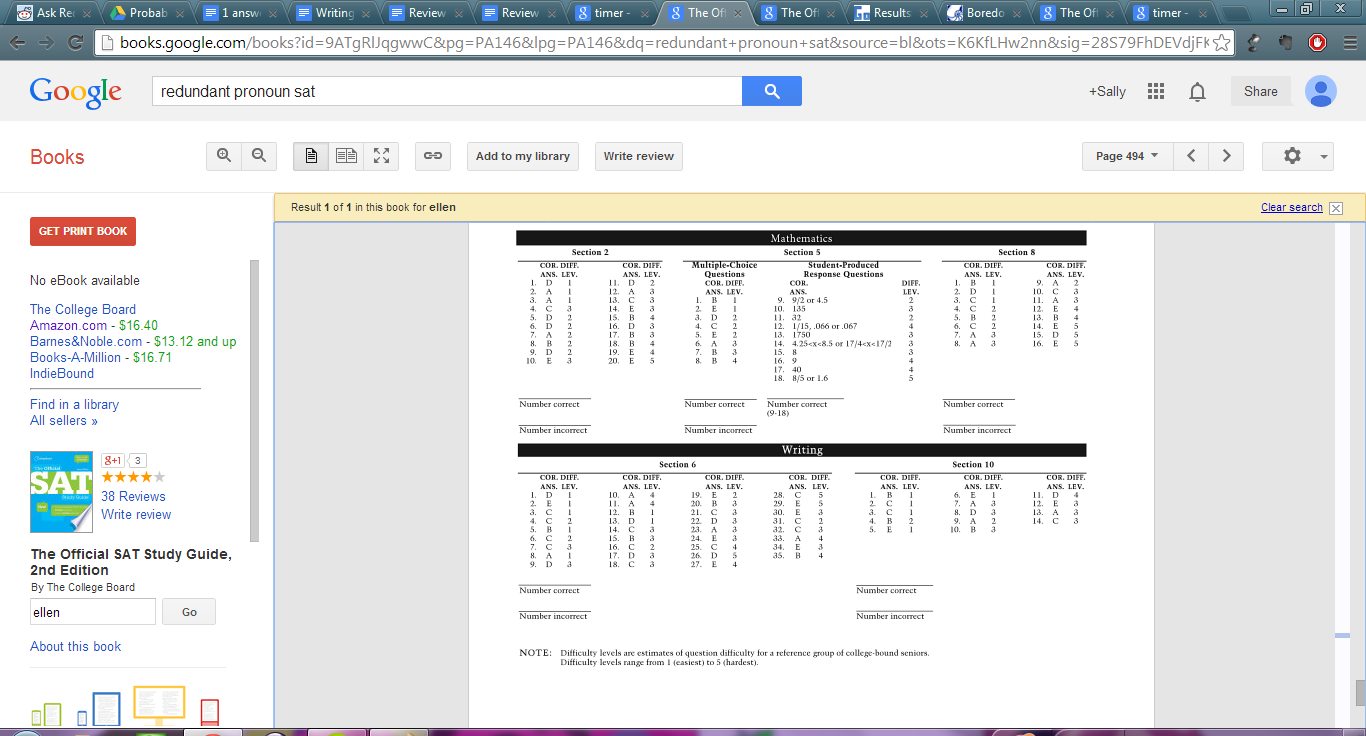 Ask Re
Probab
1 answ
Writing
Review
Review
timer -
The Off
The Of
Results
Boredo
The Of
timer -
books.google.com/books?id=9ATgRlJqgwwC&pg=PA146&lpg=PA146&dq=redundant+pronoun+sat&source=bl&ots=K6KfLHw2nn&sig=28S79FhDEVdjFK
Google
redundant pronoun sat
+Sally
Share
Books
Add to my library
Write review
Page 494
Result 1 of 1 in this book for ellen
Clear search
GET PRINT BOOK
No eBook available
The College Board
Amazon.com - $16.40
Barnes&Noble.com - $13.12 and up
Books-A-Million - $16.71
IndieBound
Find in a library
All sellers »
The Official
SAT
Study Guide
g+1 3
38 Reviews
Write review
The Official SAT Study Guide,
2nd Edition
By The College Board
ellen
Go
About this book
Mathematics
Section 2
COR. DIFF. COR. DIFF.
ANS. LEV. ANS. LEV.
1. D 1 11. D 2
2. A 1 12. A 3
3. A 1 13. C 3
4. C 3 14. E 3
5. D 2 15. B 4
6. D 2 16. D 3
7. A 2 17. B 3
8. B 2 18. B 4
9. D 2 19. E 4
10. E 3 20. E 5
Number correct
Number incorrect
Section 5
Multiple-Choice
Questions
COR. DIFF.
ANS. LEV.
1. B 1
2. E 1
3. D 2
4. C 2
5. E 2
6. A 3
7. B 3
8. B 4
Number correct
Number incorrect
Student-Produced
Response Questions
COR. DIFF.
ANS. LEV.
9. 9/2 or 4.5 2
10. 135 3
11. 32 2
12. 1/15, .066 or .067 4
13. 1750 3
14. 4.25<x<8.5 or 17/4<x<17/2 3
15. 8 3
16. 9 4
17. 40 4
18. 8/5 or 1.6 5
Number correct
(9-18)
Section 8
COR. DIFF. COR. DIFF.
ANS. LEV. ANS. LEV.
1. B 1 9. A 2
2. D 1 10. C 3
3. C 1 11. A 3
4. C 2 12. E 4
5. B 2 13. B 4
6. C 2 14. E 5
7. A 3 15. D 5
8. A 3 16. E 5
Number correct
Number incorrect
Writing
Section 6
COR. DIFF. COR. DIFF. COR. DIFF. COR. DIFF.
ANS. LEV. ANS. LEV. ANS. LEV. ANS. LEV.
1. D 1 10. A 4 19. E 2 28. C 5
2. E 1 11. A 4 20. B 3 29. E 5
3. C 1 12. B 1 21. C 3 30. E 3
4. C 2 13. D 1 22. D 3 31. C 2
5. B 1 14. C 3 23. A 3 32. C 3
6. C 2 15. B 3 24. E 3 33. A 4
7. C 3 16. C 2 25. C 4 34. E 3
8. A 1 17. D 3 26. D 5 35. B 4
9. D 3 18. C 3 27. E 4
Number correct
Number incorrect
Section 10
COR. DIFF. COR. DIFF. COR. DIFF.
ANS. LEV. ANS. LEV. ANS. LEV.
1. B 1 6. E 1 11. D 4
2. C 1 7. A 3 12. E 3
3. C 1 8. D 3 13. A 3
4. B 2 9. A 2 14. C 3
5. E 1 10. B 3
Number correct
Number incorrect
NOTE: Difficulty levels are estimates of question difficulty for a reference group of college-bound seniors.
Difficulty levels range from 1 (easiest) to 5 (hardest).